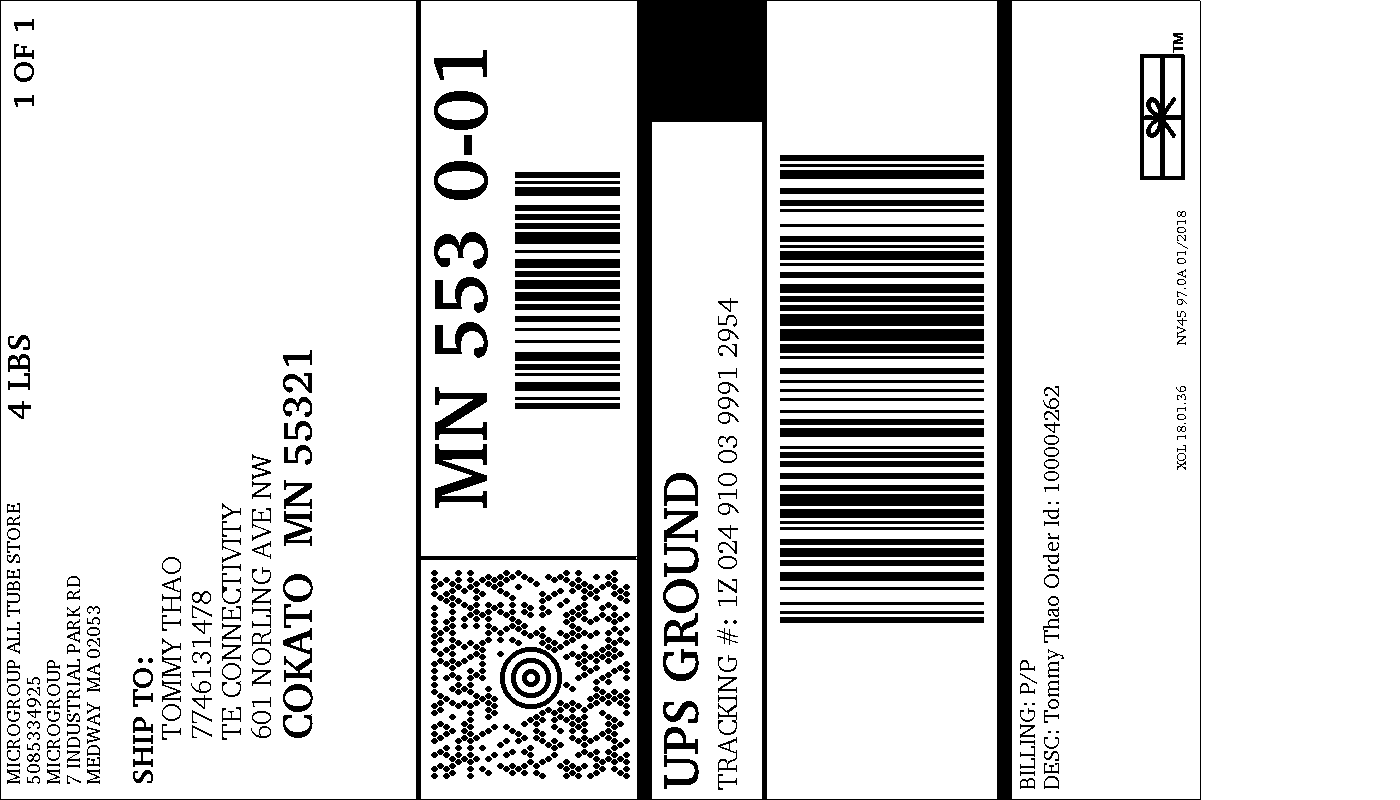 MICROGROUP ALL TUBE STORE
5085334925
MICROGROUP
7 INDUSTRIAL PARK RD
MEDWAY MA 02053
4 LBS
1 OF 1
SHIP TO:
TOMMY THAO
7746131478
TE CONNECTIVITY
601 NORLING AVE NW
COKATO MN 55321
MN 553 0-01
UPS GROUND
TRACKING #: 1Z 024 910 03 9991 2954
BILLING: P/P
DESC: Tommy Thao Order Id: 100004262
XOL 18.01.36 NV45 97.0A 01/2018
TM